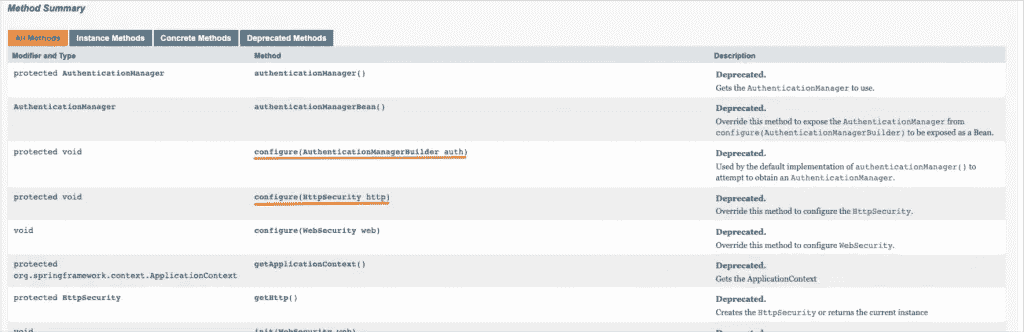 Method Summary
All Methods Instance Methods Concrete Methods Deprecated Methods
Modifier and Type Method Description
protected AuthenticationManager authenticationManager() Deprecated.
Gets the AuthenticationManager to use.
AuthenticationManager authenticationManagerBean() Deprecated.
Override this method to expose the AuthenticationManager from
configure(AuthenticationManagerBuilder) to be exposed as a Bean.
protected void configure(AuthenticationManagerBuilder auth) Deprecated.
Used by the default implementation of authenticationManager() to
attempt to obtain an AuthenticationManager.
protected void configure(HttpSecurity http) Deprecated.
Override this method to configure the HttpSecurity.
void configure(WebSecurity web) Deprecated.
Override this method to configure WebSecurity.
protected getApplicationContext() Deprecated.
org.springframework.context.ApplicationContext Gets the ApplicationContext
protected HttpSecurity getHttp() Deprecated.
Creates the HttpSecurity or returns the current instance
void init(WebSecurity web) Deprecated.